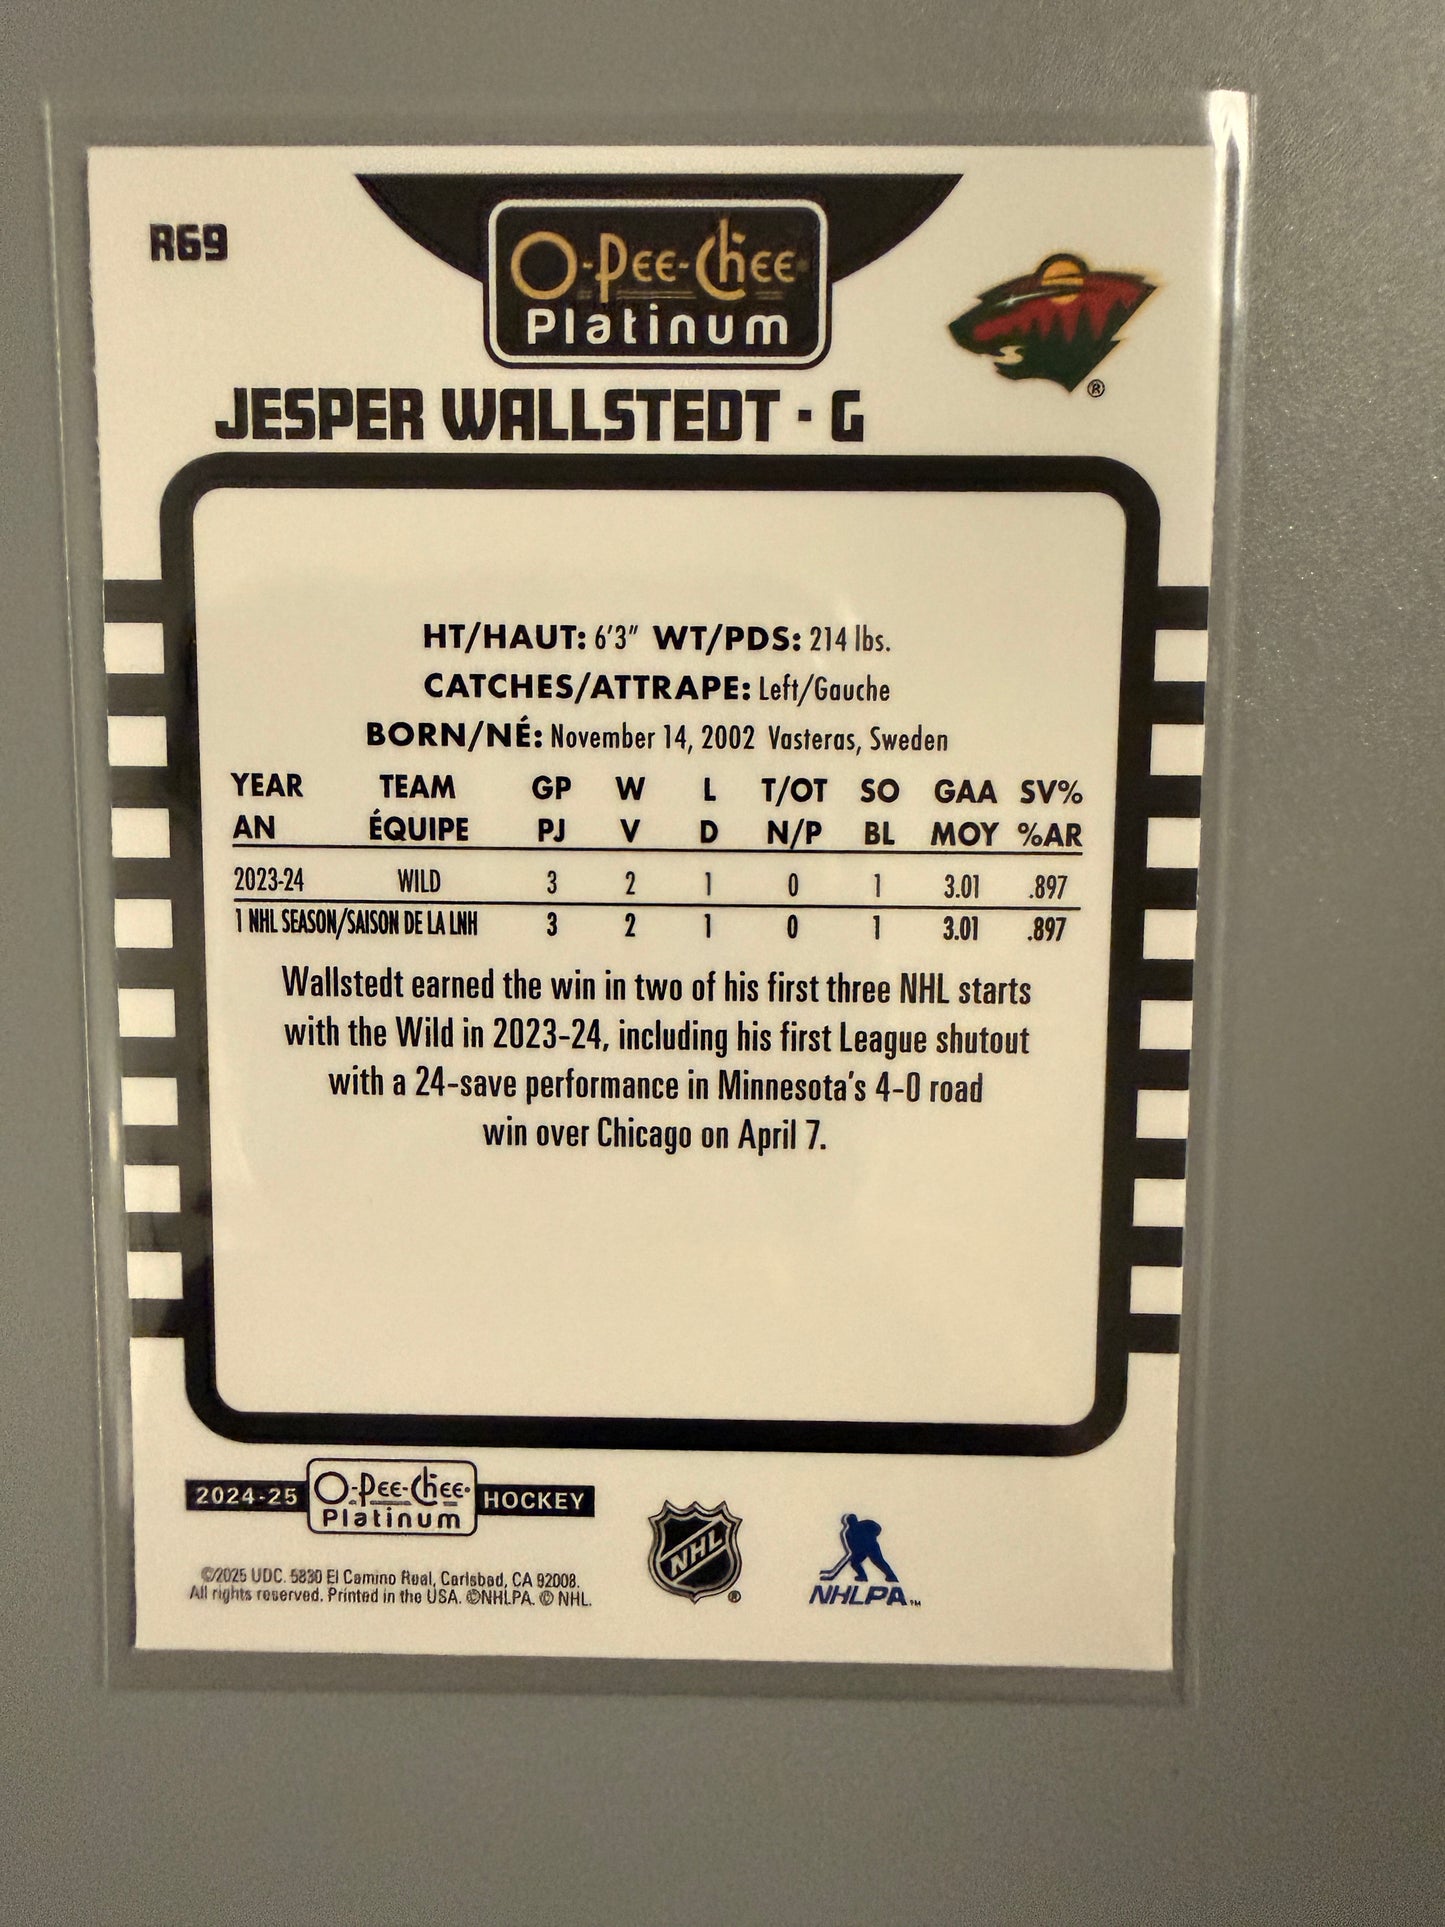 R69
O-Pee-Chee
Platinum
®
JESPER WALLSTEDT · G
HT/HAUT: 6'3" WT/PDS: 214 lbs.
CATCHES/ATTRAPE: Left/Gauche
BORN/NÉ: November 14, 2002 Vasteras, Sweden
YEAR TEAM GP W L T/OT SO GAA SV%
AN ÉQUIPE PJ V D N/P BL MOY %AR
2023-24 WILD 3 2 1 0 1 3.01 .897
1 NHL SEASON/SAISON DE LA LNH 3 2 1 0 1 3.01 .897
Wallstedt earned the win in two of his first three NHL starts
with the Wild in 2023-24, including his first League shutout
with a 24-save performance in Minnesota's 4-0 road
win over Chicago on April 7.
2024-25 O-Pee-Chee Platinum HOCKEY
©2025 UDC. 5830 El Camino Real, Carlsbad, CA 92008.
All rights reserved. Printed in the USA. ©NHLPA. © NHL.
NHL ®
NHLPA ™